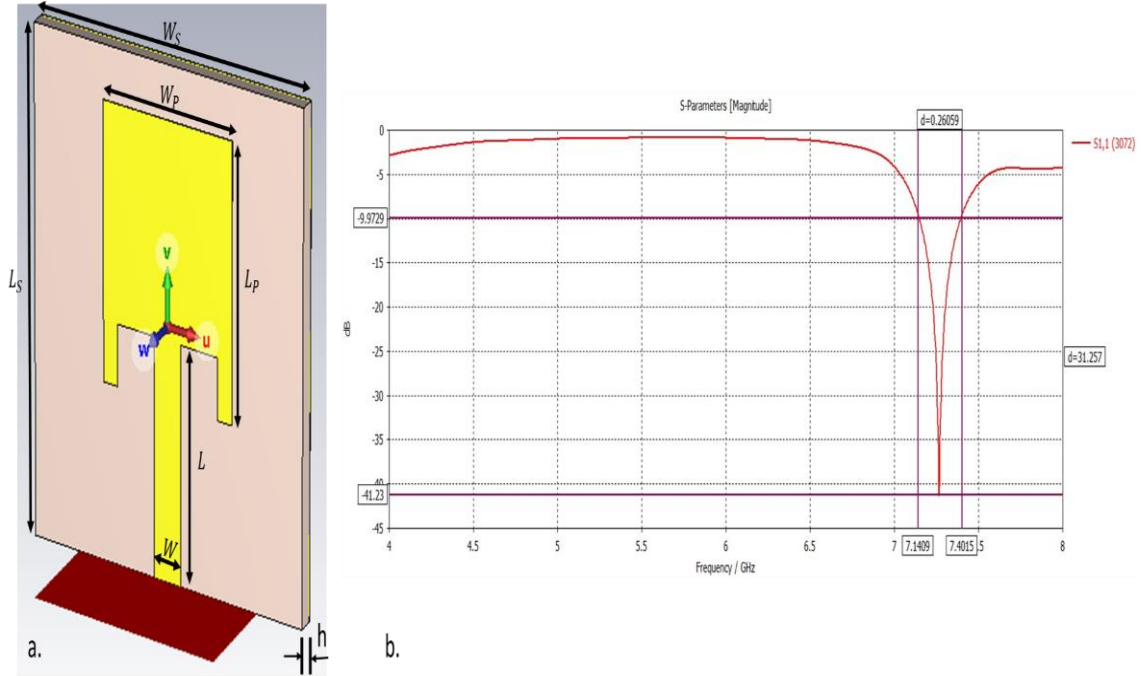 W_S
W_P
L_S
L_P
v
u
w
L
W
h
a.
S-Parameters [Magnitude]
d=0.26059
S1,1 (3072)
0
-5
-9.9729
-15
-20
-25
-30
-35
-40
-41.23
-45
dB
d=31.257
4
4.5
5
5.5
6
6.5
7
7.1409
7.4015
.5
8
Frequency / GHz
b.